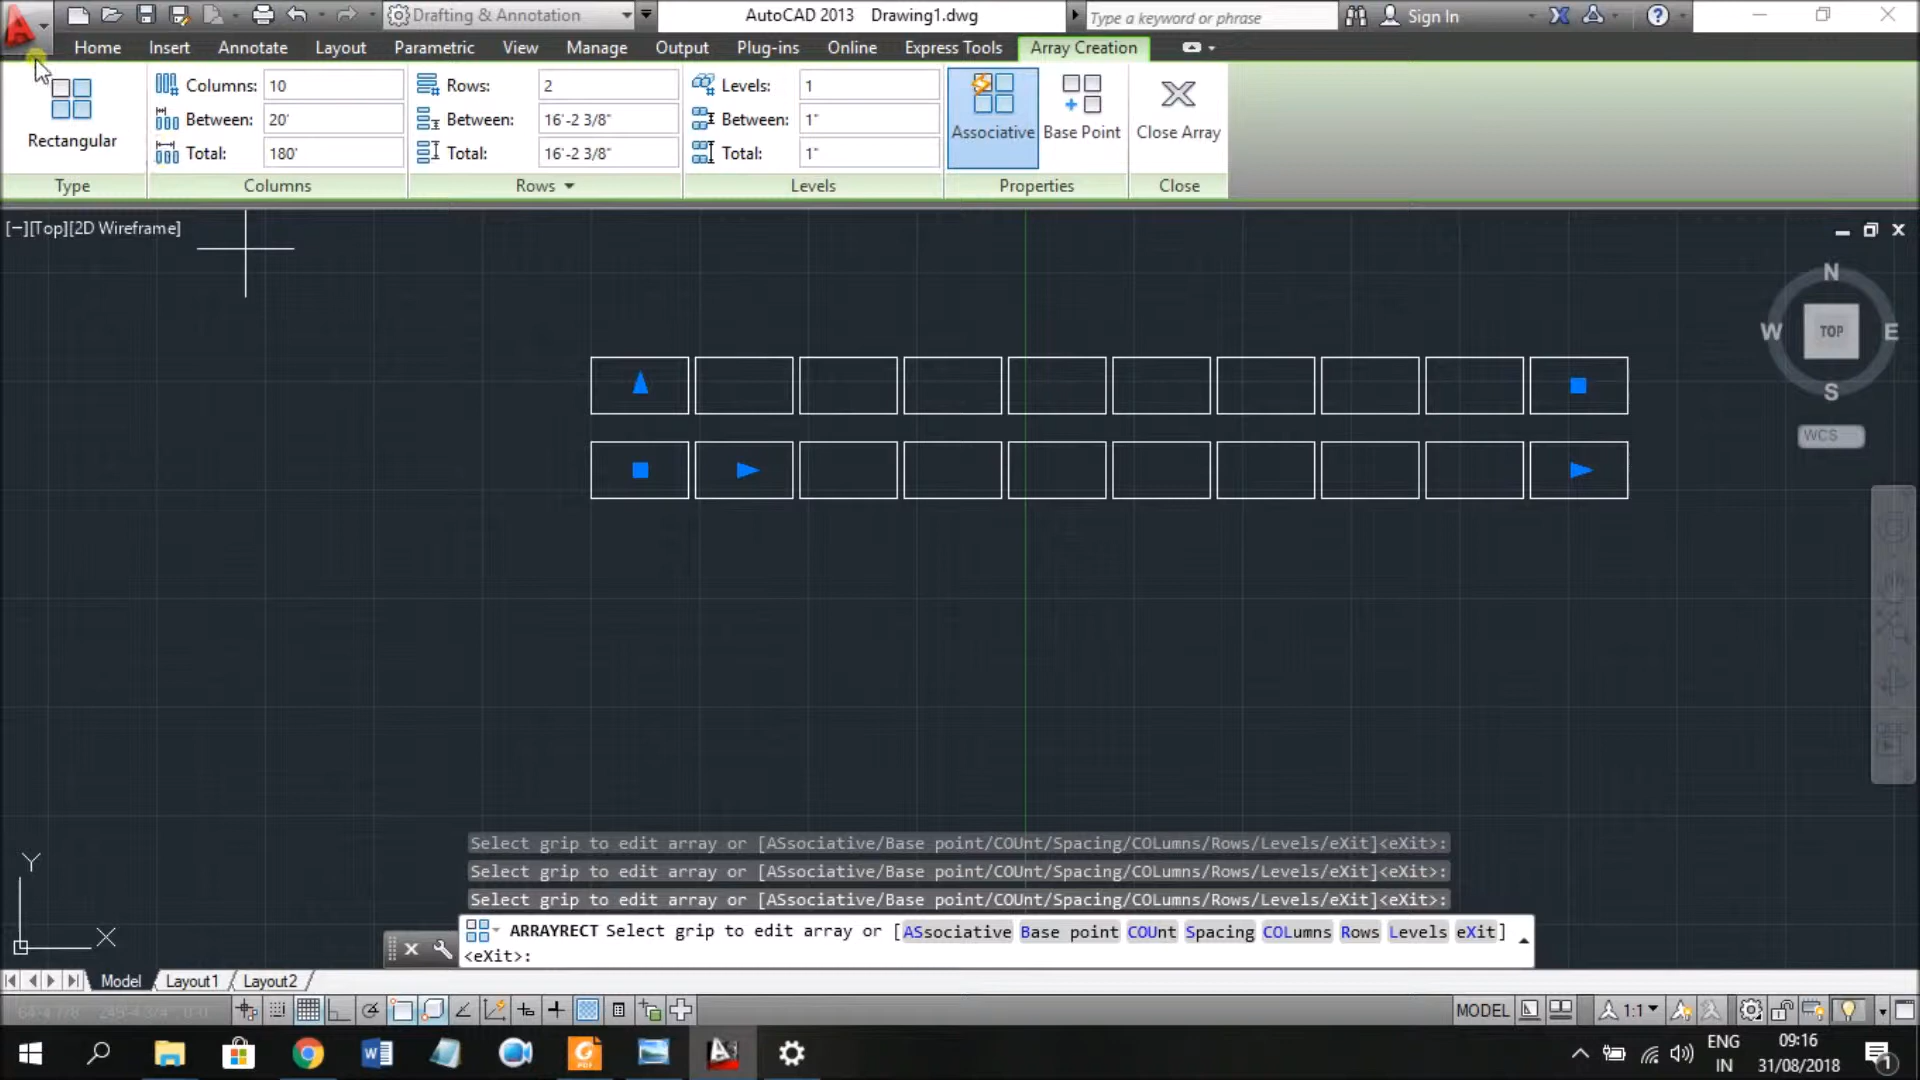 Drafting & Annotation
AutoCAD 2013 Drawing1.dwg
Type a keyword or phrase
Sign In
Home Insert Annotate Layout Parametric View Manage Output Plug-ins Online Express Tools Array Creation
Columns: 10 Rows: 2 Levels: 1
Between: 20' Between: 16'-2 3/8" Between: 1"
Total: 180' Total: 16'-2 3/8" Total: 1"
Rectangular Associative Base Point Close Array
Type Columns Rows Levels Properties Close
[−][Top][2D Wireframe]
N
W TOP E
S
WCS
Select grip to edit array or [ASsociative/Base point/COUnt/Spacing/COLumns/Rows/Levels/eXit]<eXit>:
Select grip to edit array or [ASsociative/Base point/COUnt/Spacing/COLumns/Rows/Levels/eXit]<eXit>:
Select grip to edit array or [ASsociative/Base point/COUnt/Spacing/COLumns/Rows/Levels/eXit]<eXit>:
Y
X
ARRAYRECT Select grip to edit array or [ASsociative Base point COUnt Spacing COLumns Rows Levels eXit]
<eXit>:
Model Layout1 Layout2
MODEL 1:1
ENG 09:16
IN 31/08/2018
1